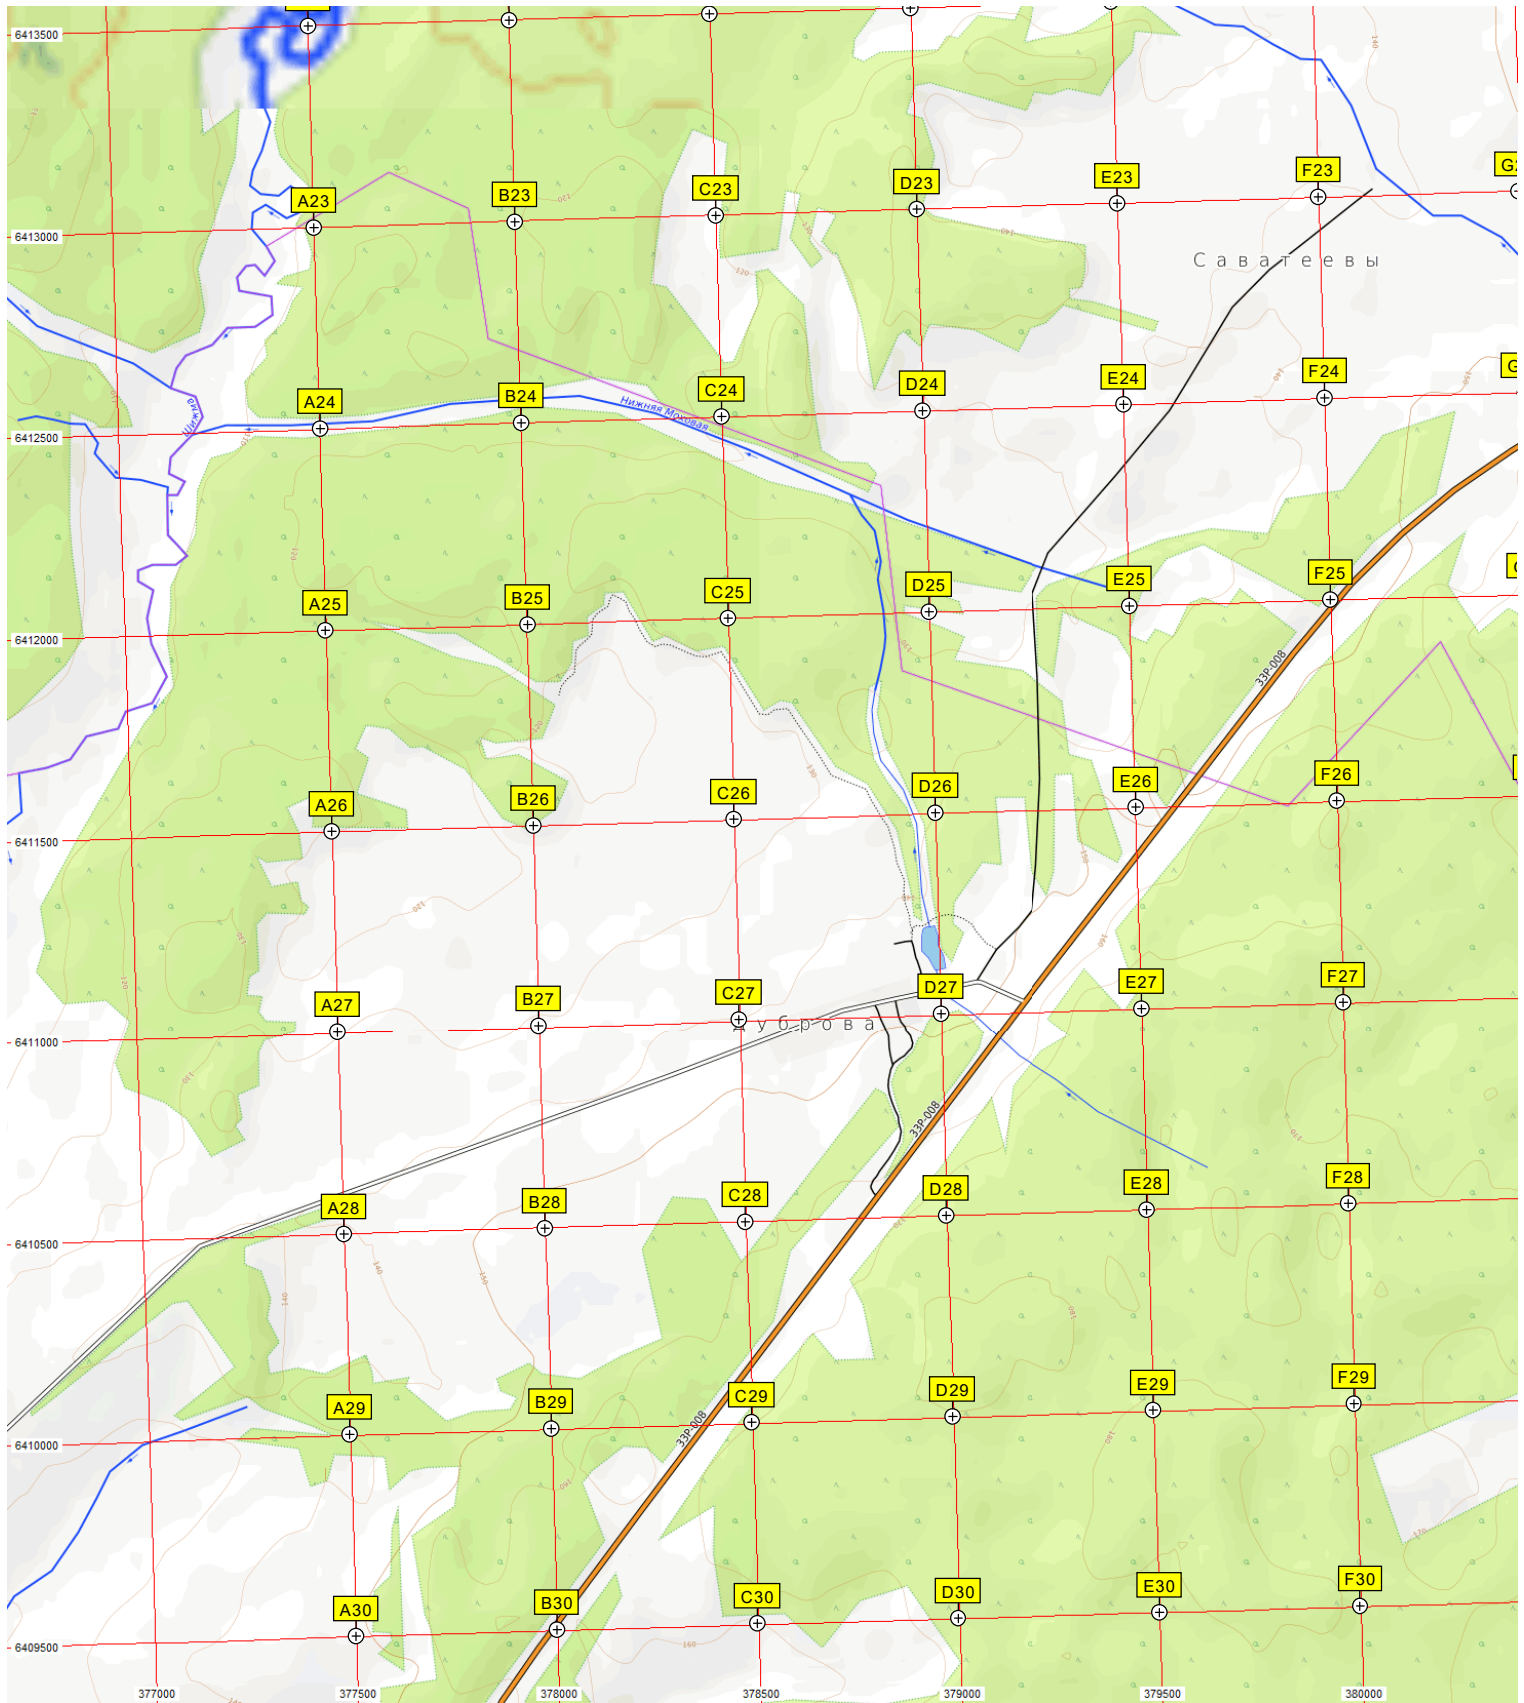 6413500
A23 B23 C23 D23 E23 F23
6413000
Саватеевы
A24 B24 C24 D24 E24 F24
Нижняя Моховая
Шижа
6412500
A25 B25 C25 D25 E25 F25
6412000
33Р-008
A26 B26 C26 D26 E26 F26
6411500
A27 B27 C27 D27 E27 F27
6411000
33Р-008
A28 B28 C28 D28 E28 F28
6410500
A29 B29 C29 D29 E29 F29
33Р-008
6410000
A30 B30 C30 D30 E30 F30
6409500
377000 377500 378000 378500 379000 379500 380000